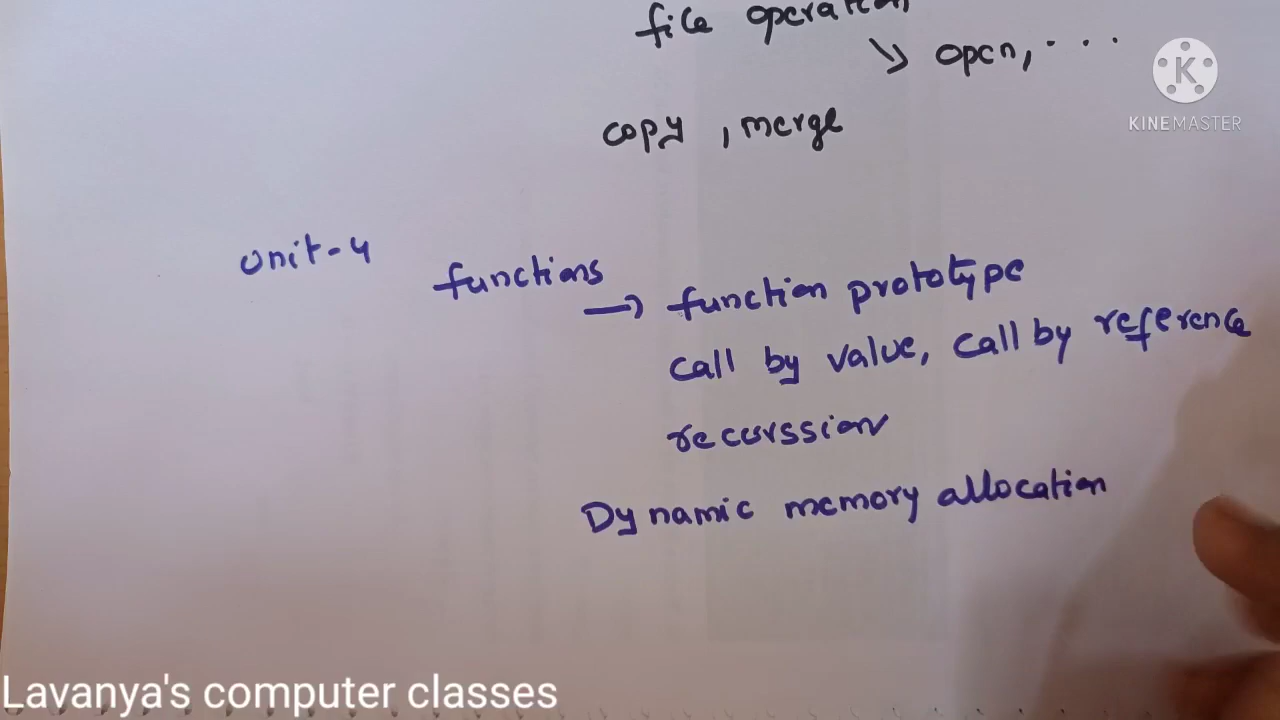 file operation
↘ open, . . .
copy , merge
KINEMASTER
unit-4
functions
→ function prototype
call by value, call by reference
recurssion
Dynamic memory allocation
Lavanya's computer classes